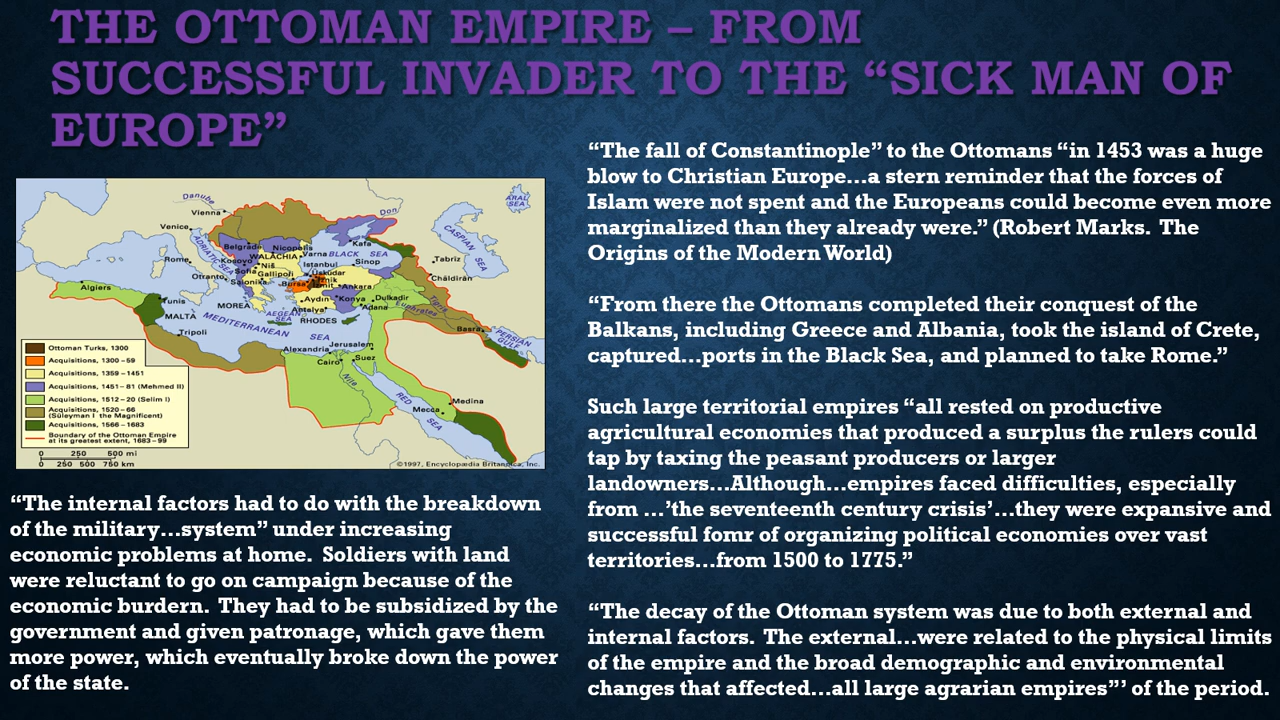 THE OTTOMAN EMPIRE – FROM
SUCCESSFUL INVADER TO THE “SICK MAN OF
EUROPE”
“The fall of Constantinople” to the Ottomans “in 1453 was a huge
blow to Christian Europe…a stern reminder that the forces of
Islam were not spent and the Europeans could become even more
marginalized than they already were.” (Robert Marks.  The
Origins of the Modern World)
“From there the Ottomans completed their conquest of the
Balkans, including Greece and Albania, took the island of Crete,
captured…ports in the Black Sea, and planned to take Rome.”
Such large territorial empires “all rested on productive
agricultural economies that produced a surplus the rulers could
tap by taxing the peasant producers or larger
landowners…Although…empires faced difficulties, especially
from …’the seventeenth century crisis’…they were expansive and
successful fomr of organizing political economies over vast
territories…from 1500 to 1775.”
“The decay of the Ottoman system was due to both external and
internal factors.  The external…were related to the physical limits
of the empire and the broad demographic and environmental
changes that affected…all large agrarian empires”’ of the period.
Danube
Vienna
Don
ARAL
SEA
Venice
ADRIATIC SEA
Belgrade
Nicopolis
Kafa
CASPIAN SEA
Kosovo
WALACHIA
Varna
BLACK SEA
Rome
Niš
Sofia
Istanbul
Sinop
Tabriz
Otranto
Gallipoli
Üsküdar
Salonika
Bursa
Iznik
Izmit
Ankara
Chāldirān
Algiers
Tunis
MOREA
Aydın
Konya
Dulkadir
Tigris
MALTA
AEGEAN
SEA
Antalya
Adana
Euphrates
MEDITERRANEAN
SEA
RHODES
Basra
PERSIAN
GULF
Tripoli
Alexandria
Jerusalem
Cairo
Suez
Nile
RED
SEA
Medina
Mecca
Ottoman Turks, 1300
Acquisitions, 1300–59
Acquisitions, 1359–1451
Acquisitions, 1451–81 (Mehmed II)
Acquisitions, 1512–20 (Selim I)
Acquisitions, 1520–66
(Süleyman I the Magnificent)
Acquisitions, 1566–1683
Boundary of the Ottoman Empire
at its greatest extent, 1683–99
0 250 500 mi
0 250 500 750 km
©1997, Encyclopædia Britannica, Inc.
“The internal factors had to do with the breakdown
of the military…system” under increasing
economic problems at home.  Soldiers with land
were reluctant to go on campaign because of the
economic burdern.  They had to be subsidized by the
government and given patronage, which gave them
more power, which eventually broke down the power
of the state.